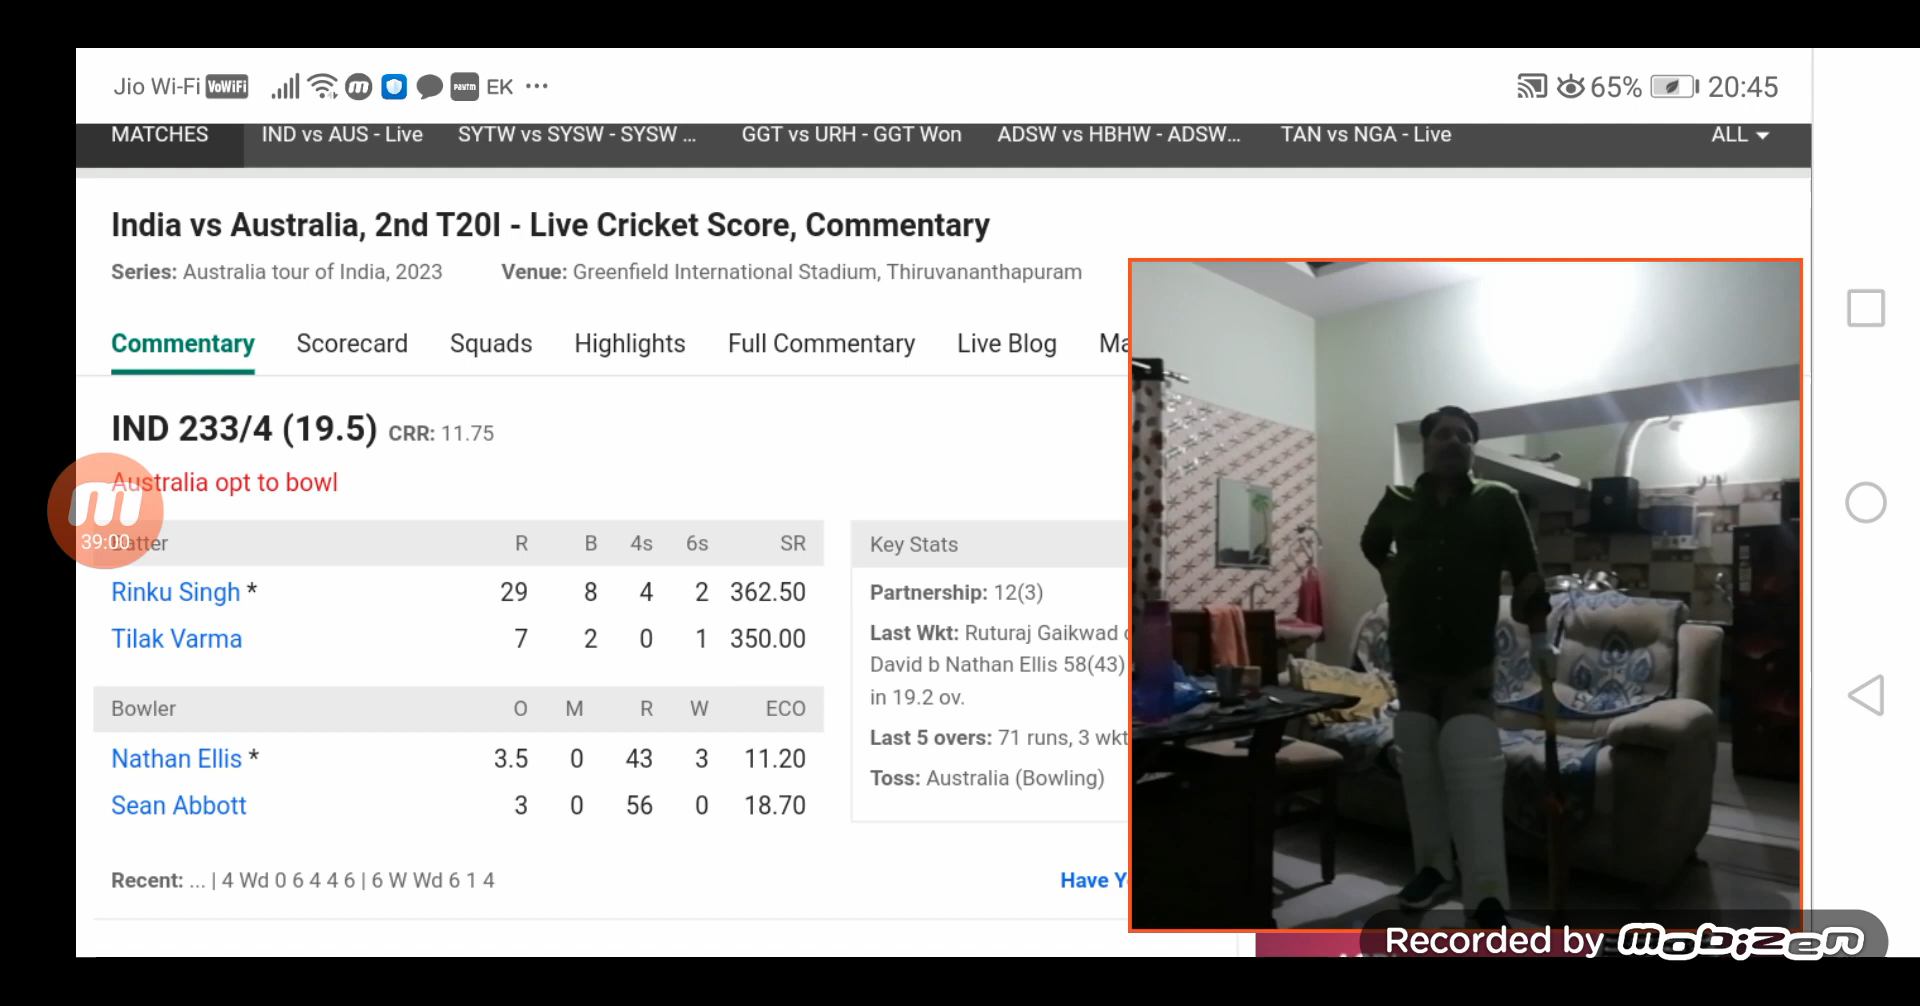 Jio Wi-Fi VoWiFi EK ... 65% 20:45
MATCHES IND vs AUS - Live SYTW vs SYSW - SYSW ... GGT vs URH - GGT Won ADSW vs HBHW - ADSW... TAN vs NGA - Live ALL
India vs Australia, 2nd T20I - Live Cricket Score, Commentary
Series: Australia tour of India, 2023 Venue: Greenfield International Stadium, Thiruvananthapuram
Commentary Scorecard Squads Highlights Full Commentary Live Blog Ma
IND 233/4 (19.5) CRR: 11.75
Australia opt to bowl
39:00
Batter R B 4s 6s SR
Rinku Singh * 29 8 4 2 362.50
Tilak Varma 7 2 0 1 350.00
Bowler O M R W ECO
Nathan Ellis * 3.5 0 43 3 11.20
Sean Abbott 3 0 56 0 18.70
Recent: ... | 4 Wd 0 6 4 4 6 | 6 W Wd 6 1 4
Key Stats
Partnership: 12(3)
Last Wkt: Ruturaj Gaikwad c
David b Nathan Ellis 58(43)
in 19.2 ov.
Last 5 overs: 71 runs, 3 wkt
Toss: Australia (Bowling)
Have Y
Recorded by mobizen